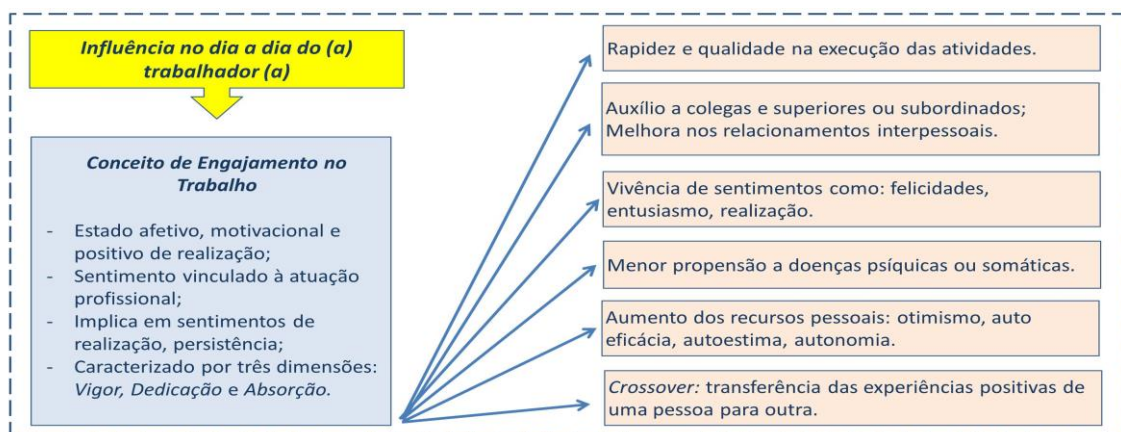 Influência no dia a dia do (a)
trabalhador (a)
Conceito de Engajamento no
Trabalho
- Estado afetivo, motivacional e
positivo de realização;
- Sentimento vinculado à atuação
profissional;
- Implica em sentimentos de
realização, persistência;
- Caracterizado por três dimensões:
Vigor, Dedicação e Absorção.
Rapidez e qualidade na execução das atividades.
Auxílio a colegas e superiores ou subordinados;
Melhora nos relacionamentos interpessoais.
Vivência de sentimentos como: felicidades,
entusiasmo, realização.
Menor propensão a doenças psíquicas ou somáticas.
Aumento dos recursos pessoais: otimismo, auto
eficácia, autoestima, autonomia.
Crossover: transferência das experiências positivas de
uma pessoa para outra.